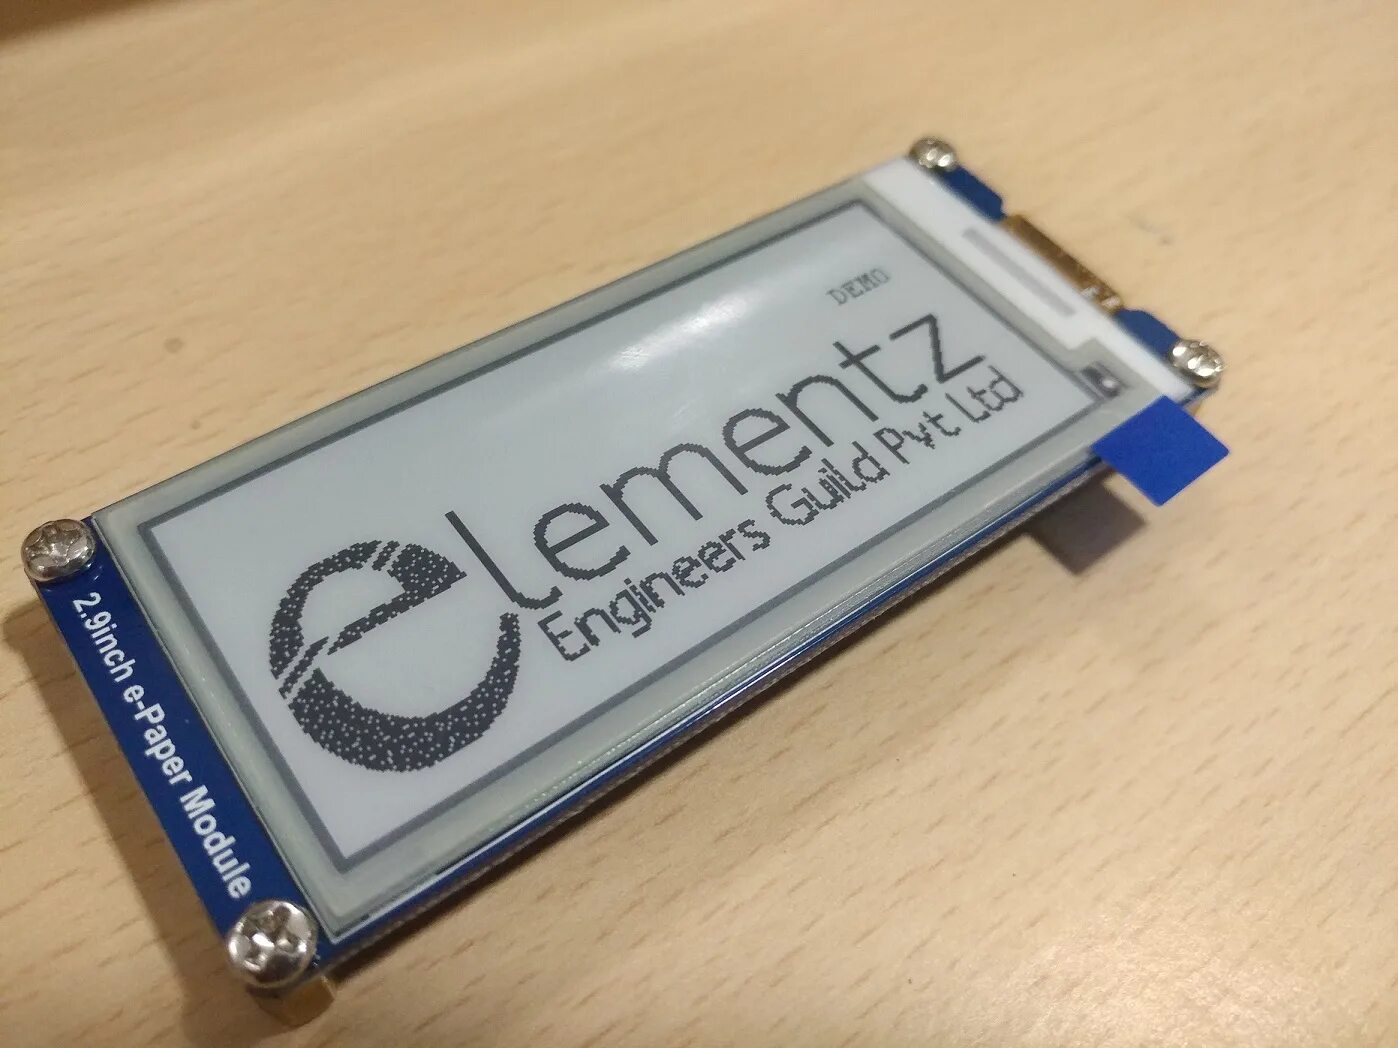 DEMO
elementz
Engineers Guild Pvt Ltd
2.9inch e-Paper Module